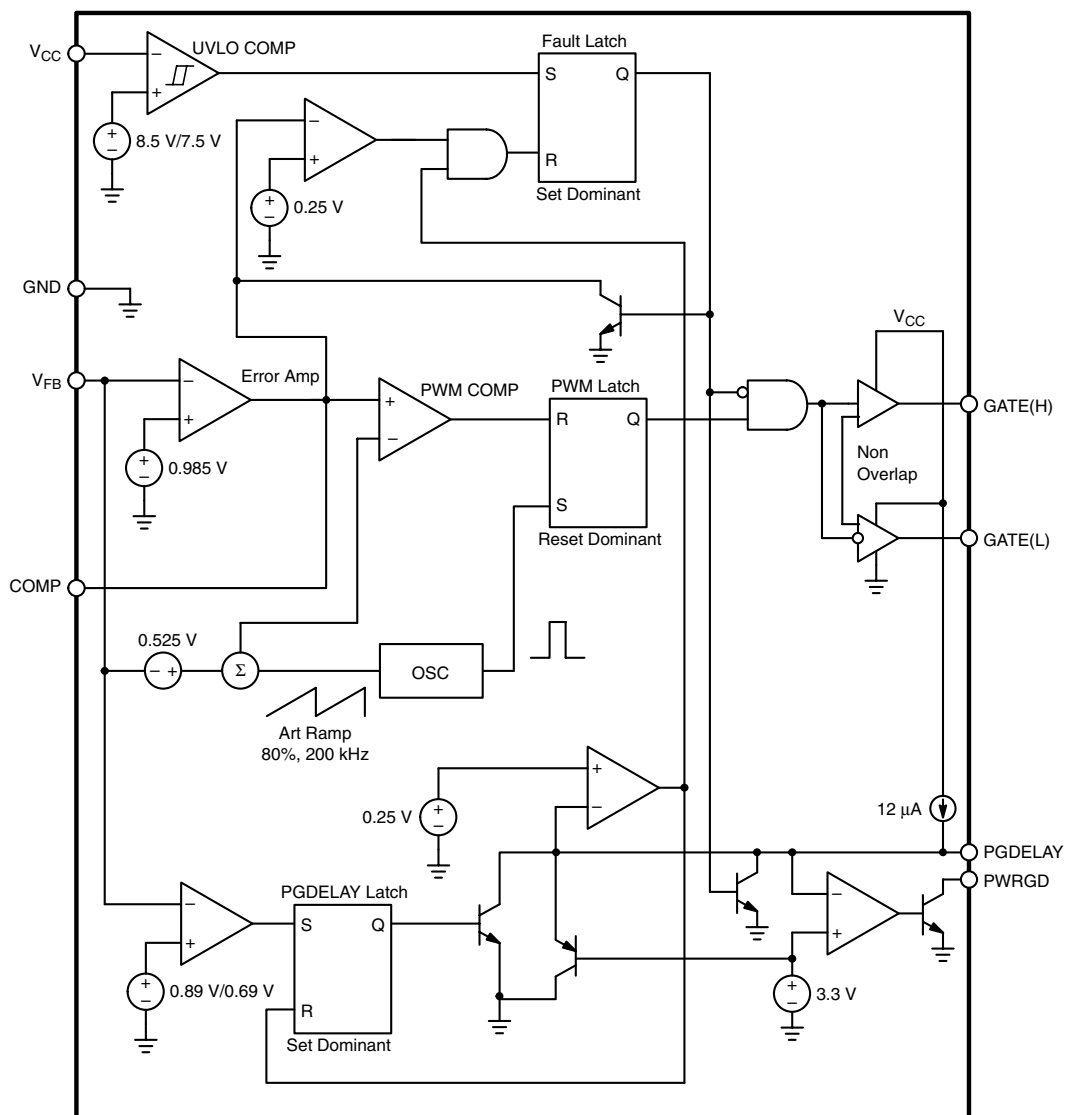 V_CC
−
UVLO COMP
+
+
−
8.5 V/7.5 V
Fault Latch
S
Q
R
Set Dominant
−
+
+
−
0.25 V
GND
V_FB
−
+
Error Amp
+
−
0.985 V
+
−
PWM COMP
PWM Latch
R
Q
S
Reset Dominant
V_CC
GATE(H)
Non
Overlap
GATE(L)
COMP
0.525 V
− +
Σ
OSC
Art Ramp
80%, 200 kHz
+
−
+
−
0.25 V
12 μA
PGDELAY
PWRGD
−
+
PGDELAY Latch
S
Q
R
Set Dominant
+
−
0.89 V/0.69 V
−
+
+
−
3.3 V